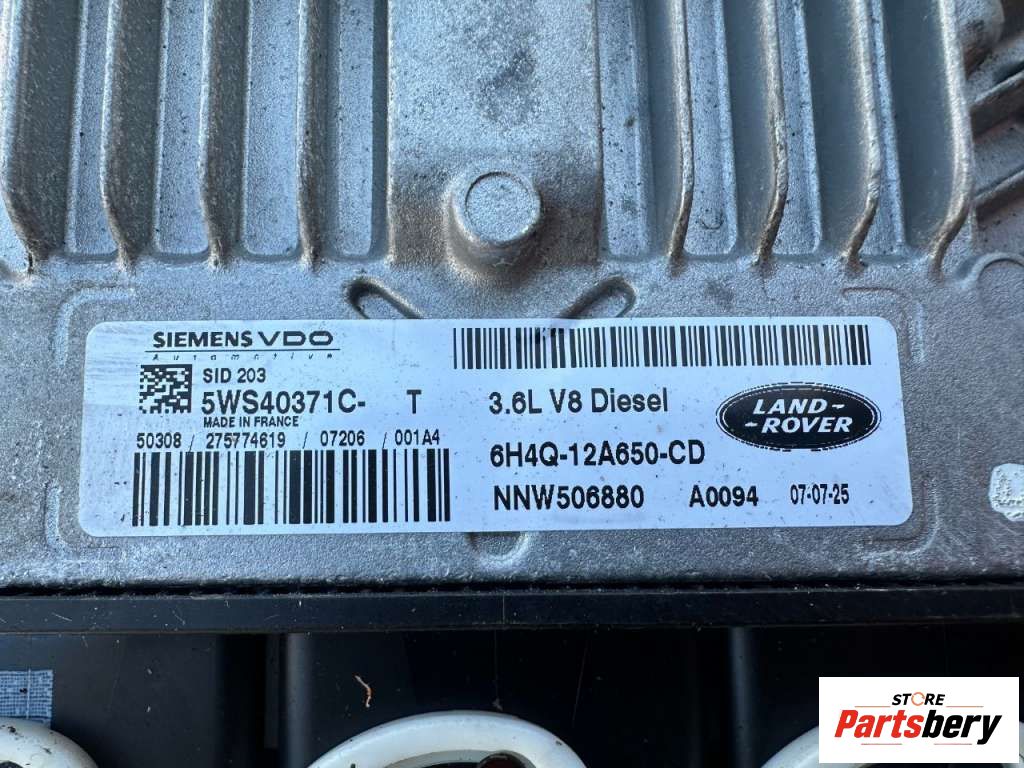 SIEMENS VDO
Automotive
SID 203
5WS40371C- T
MADE IN FRANCE
50308 / 275774619 / 07206 / 001A4
3.6L V8 Diesel
LAND-
-ROVER
6H4Q-12A650-CD
NNW506880 A0094 07-07-25
STORE
Partsbery